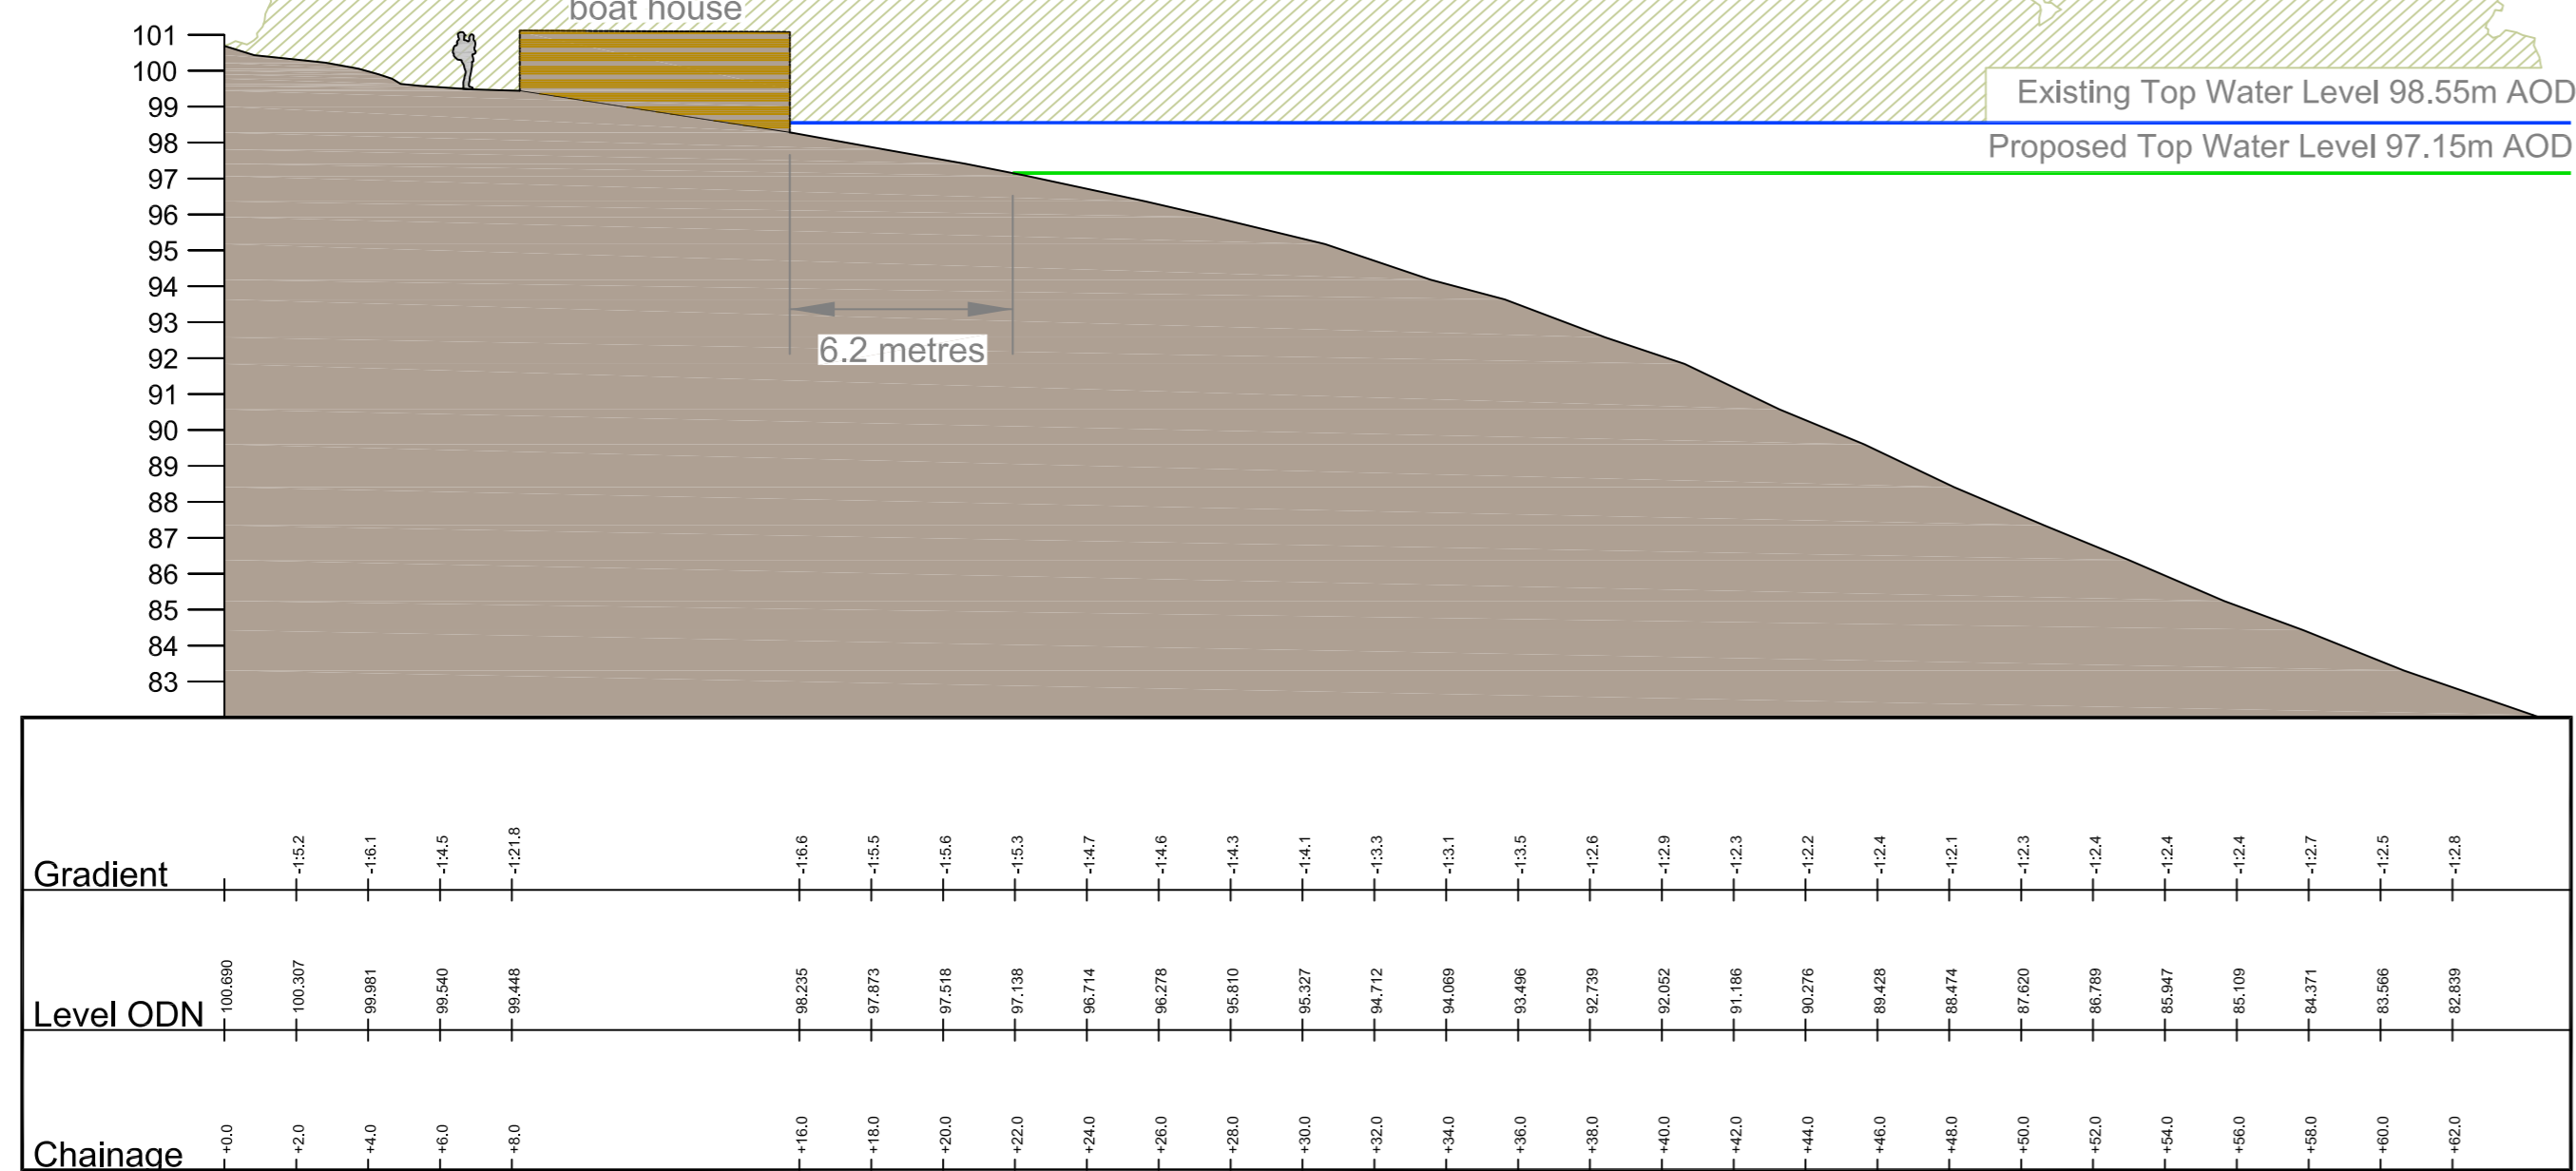 boat house
101
100
99
98
97
96
95
94
93
92
91
90
89
88
87
86
85
84
83
Existing Top Water Level 98.55m AOD
Proposed Top Water Level 97.15m AOD
6.2 metres
Gradient -1:5.2 -1:6.1 -1:4.5 -1:21.8 -1:6.6 -1:5.5 -1:5.6 -1:5.3 -1:4.7 -1:4.6 -1:4.3 -1:4.1 -1:3.3 -1:3.1 -1:3.5 -1:2.6 -1:2.9 -1:2.3 -1:2.2 -1:2.4 -1:2.1 -1:2.3 -1:2.4 -1:2.4 -1:2.4 -1:2.7 -1:2.5 -1:2.8
Level ODN 100.690 100.307 99.981 99.540 99.448 98.235 97.873 97.518 97.138 96.714 96.278 95.810 95.327 94.712 94.069 93.496 92.739 92.052 91.186 90.276 89.428 88.474 87.620 86.789 85.947 85.109 84.371 83.566 82.839
Chainage +0.0 +2.0 +4.0 +6.0 +8.0 +16.0 +18.0 +20.0 +22.0 +24.0 +26.0 +28.0 +30.0 +32.0 +34.0 +36.0 +38.0 +40.0 +42.0 +44.0 +46.0 +48.0 +50.0 +52.0 +54.0 +56.0 +58.0 +60.0 +62.0